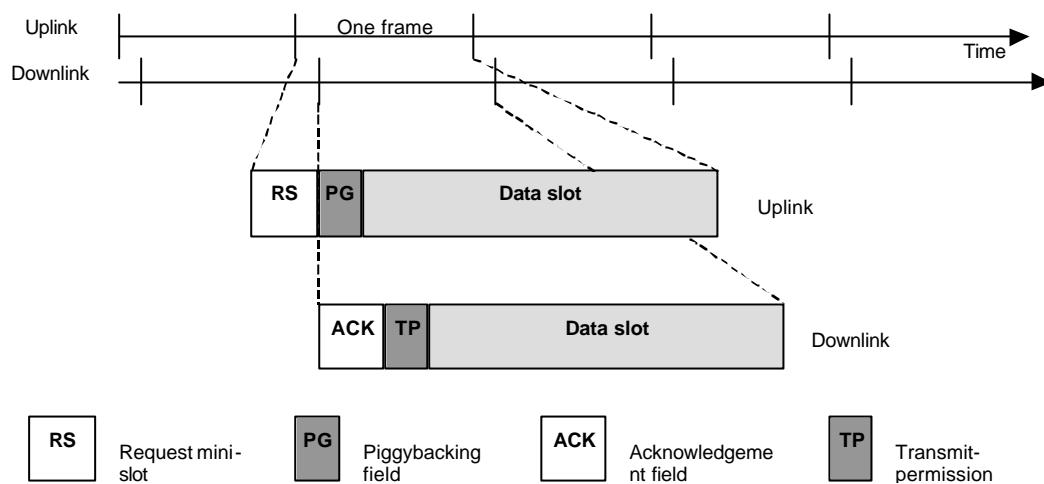 Uplink
One frame
Time
Downlink
RS PG Data slot
Uplink
ACK TP Data slot
Downlink
RS
Request mini-
slot
PG
Piggybacking
field
ACK
Acknowledgeme
nt field
TP
Transmit-
permission